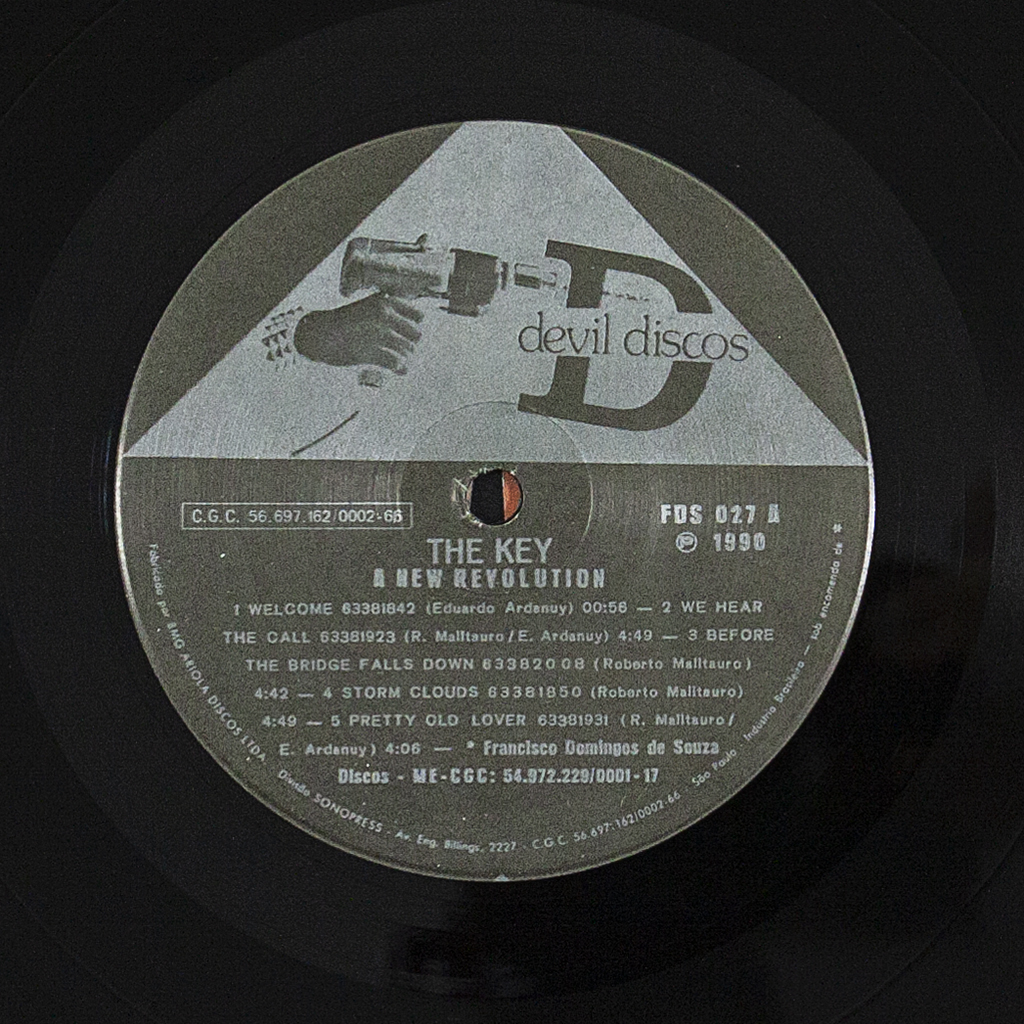 D
devil discos
C.G.C. 56.697.162/0002-66
FDS 027 A
℗ 1990
THE KEY
A NEW REVOLUTION
1 WELCOME 63381842 (Eduardo Ardanuy) 00:56 — 2 WE HEAR
THE CALL 63381923 (R. Malltauro/E. Ardanuy) 4:49 — 3 BEFORE
THE BRIDGE FALLS DOWN 63382008 (Roberto Malltauro)
4:42 — 4 STORM CLOUDS 63381850 (Roberto Malltauro)
4:49 — 5 PRETTY OLD LOVER 63381931 (R. Malltauro/
E. Ardanuy) 4:06 — * Francisco Domingos de Souza
Discos - ME-CGC: 54.972.229/0001-17
Fabricado por BMG ARIOLA DISCOS LTDA. Divisão SONOPRESS - Av. Eng. Billings, 2227 - C.G.C. 56.697.162/0002-66 São Paulo - Industria Brasileira — sob encomenda de *